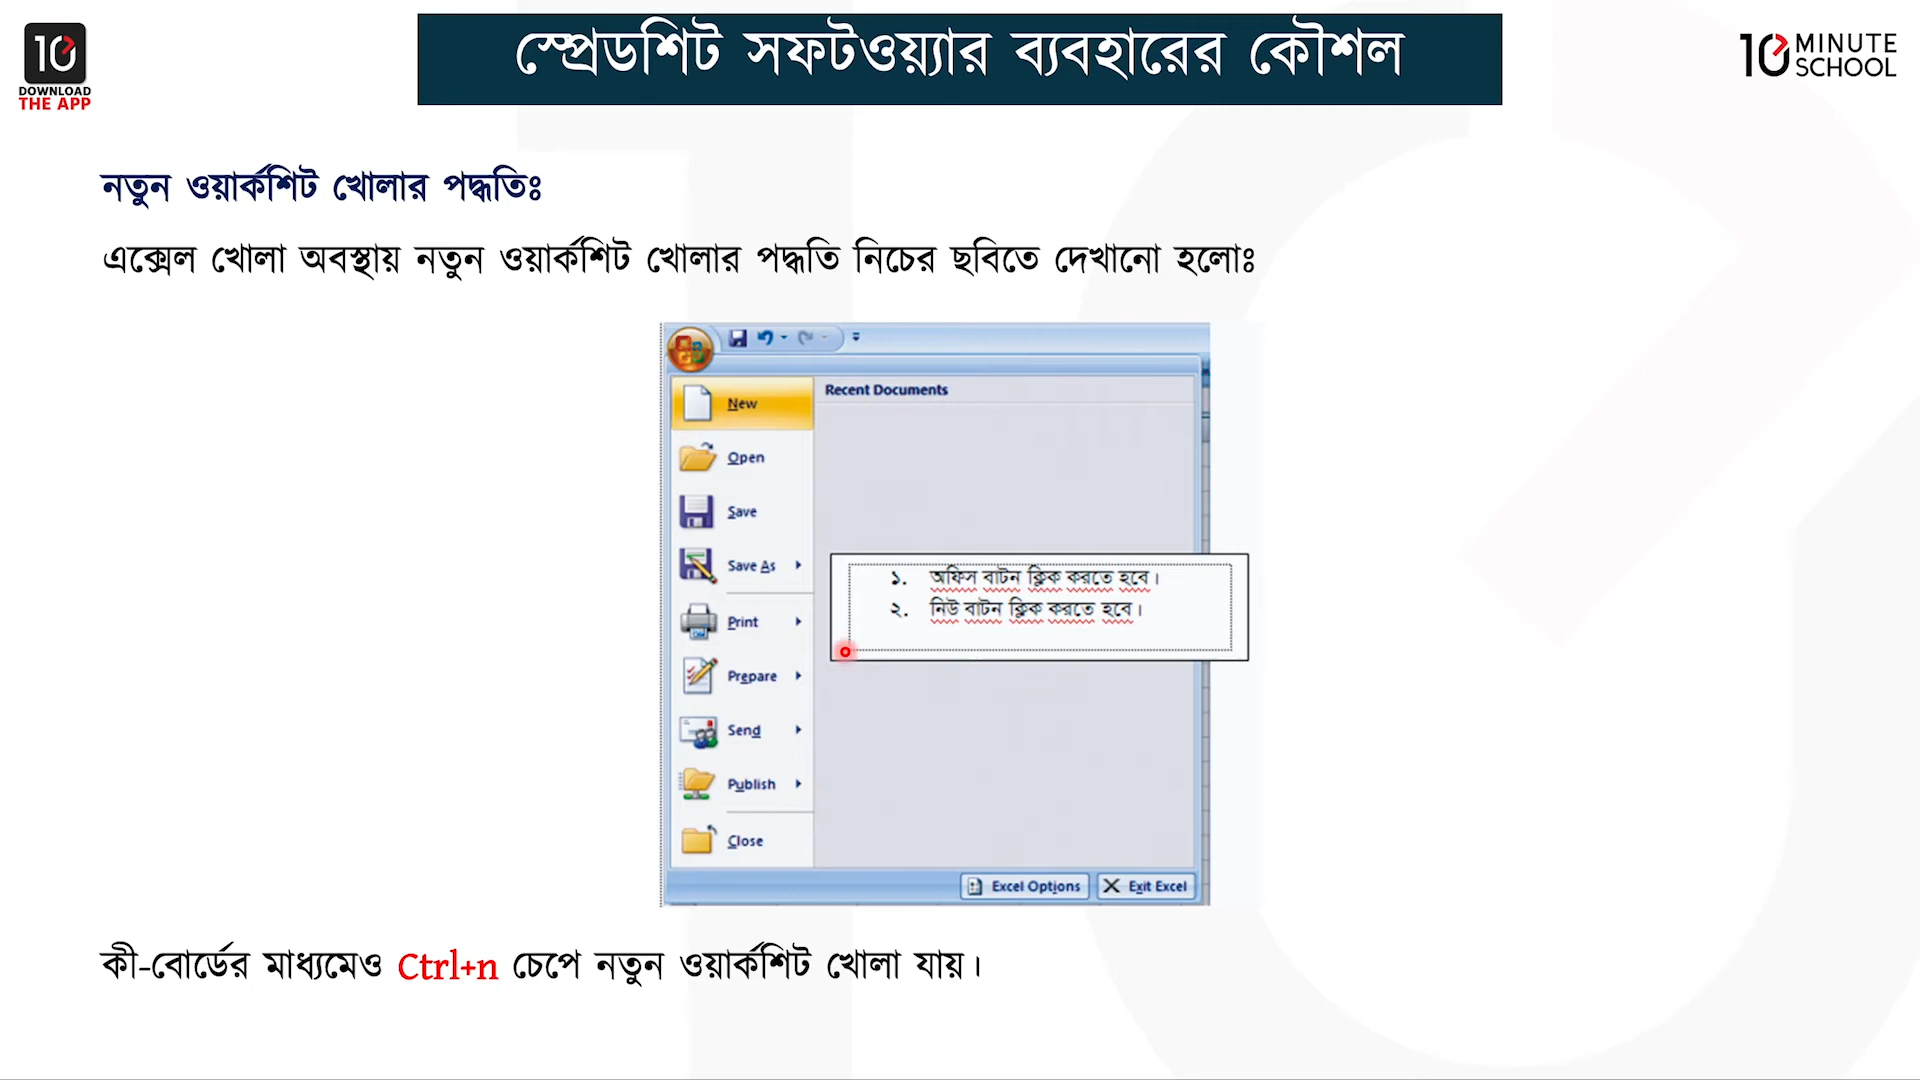 স্প্রেডশিট সফটওয়্যার ব্যবহারের কৌশল
10
DOWNLOAD
THE APP
10 MINUTE
SCHOOL
নতুন ওয়ার্কশিট খোলার পদ্ধতিঃ
এক্সেল খোলা অবস্থায় নতুন ওয়ার্কশিট খোলার পদ্ধতি নিচের ছবিতে দেখানো হলোঃ
New
Recent Documents
Open
Save
Save As
১. অফিস বাটন ক্লিক করতে হবে।
২. নিউ বাটন ক্লিক করতে হবে।
Print
Prepare
Send
Publish
Close
Excel Options
Exit Excel
কী-বোর্ডের মাধ্যমেও Ctrl+n চেপে নতুন ওয়ার্কশিট খোলা যায়।